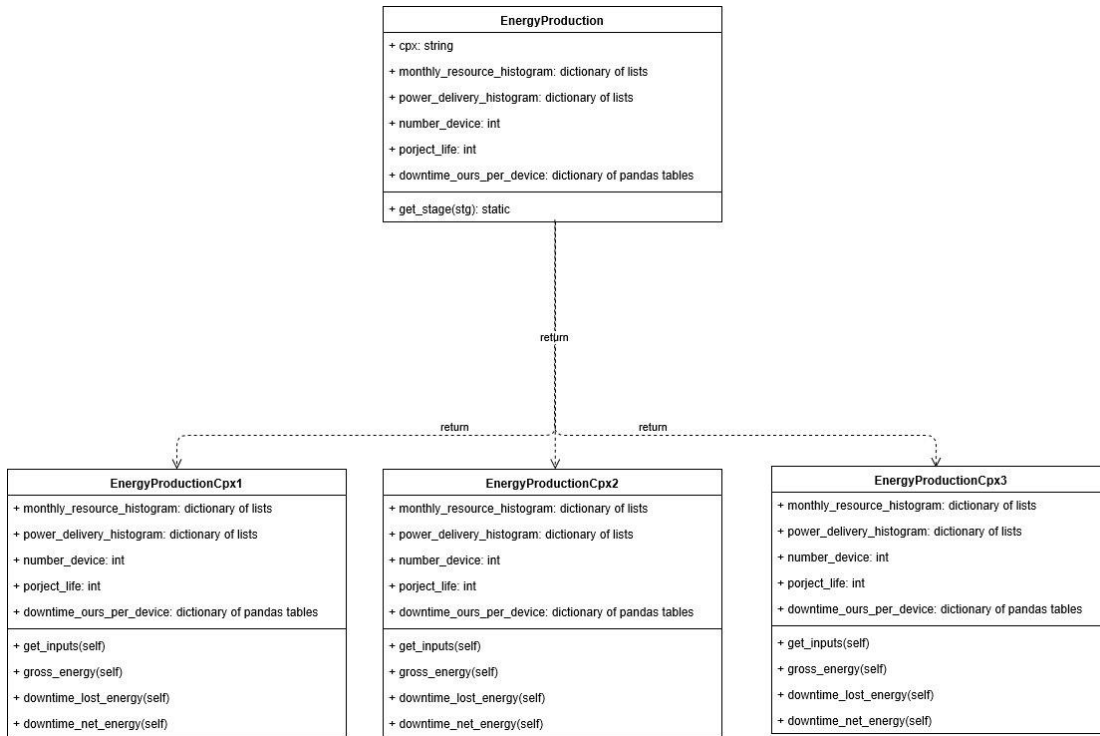 EnergyProduction
+ cpx: string
+ monthly_resource_histogram: dictionary of lists
+ power_delivery_histogram: dictionary of lists
+ number_device: int
+ porject_life: int
+ downtime_ours_per_device: dictionary of pandas tables
+ get_stage(stg): static
return
return
return
EnergyProductionCpx1
+ monthly_resource_histogram: dictionary of lists
+ power_delivery_histogram: dictionary of lists
+ number_device: int
+ porject_life: int
+ downtime_ours_per_device: dictionary of pandas tables
+ get_inputs(self)
+ gross_energy(self)
+ downtime_lost_energy(self)
+ downtime_net_energy(self)
EnergyProductionCpx2
+ monthly_resource_histogram: dictionary of lists
+ power_delivery_histogram: dictionary of lists
+ number_device: int
+ porject_life: int
+ downtime_ours_per_device: dictionary of pandas tables
+ get_inputs(self)
+ gross_energy(self)
+ downtime_lost_energy(self)
+ downtime_net_energy(self)
EnergyProductionCpx3
+ monthly_resource_histogram: dictionary of lists
+ power_delivery_histogram: dictionary of lists
+ number_device: int
+ porject_life: int
+ downtime_ours_per_device: dictionary of pandas tables
+ get_inputs(self)
+ gross_energy(self)
+ downtime_lost_energy(self)
+ downtime_net_energy(self)